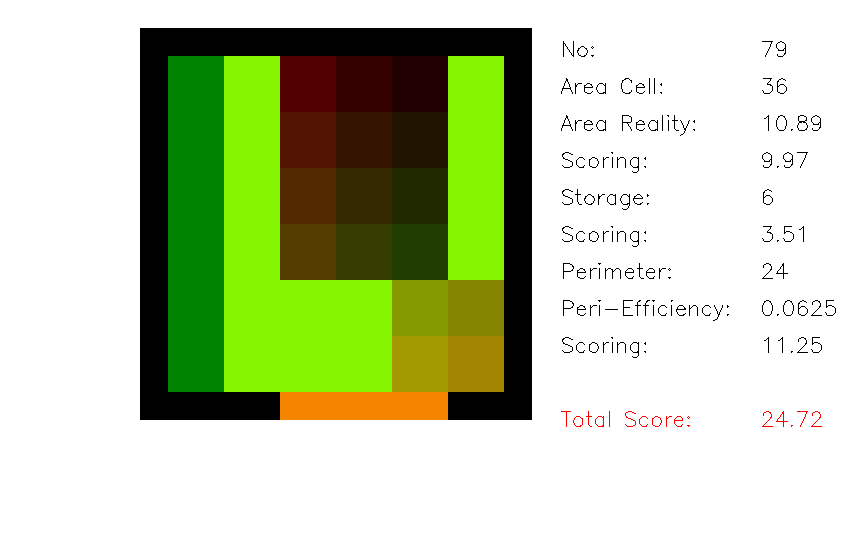 No: 79
Area Cell: 36
Area Reality: 10.89
Scoring: 9.97
Storage: 6
Scoring: 3.51
Perimeter: 24
Peri-Efficiency: 0.0625
Scoring: 11.25
Total Score: 24.72